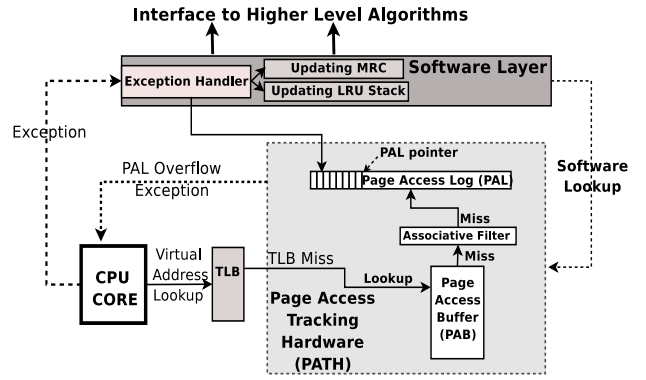 Interface to Higher Level Algorithms
Updating MRC
Software Layer
Exception Handler
Updating LRU Stack
Exception
PAL Overflow
Exception
PAL pointer
Page Access Log (PAL)
Software
Lookup
Miss
Associative Filter
Miss
Virtual
Address
Lookup
CPU
CORE
TLB
TLB Miss
Lookup
Page
Access
Buffer
(PAB)
Page Access
Tracking
Hardware
(PATH)